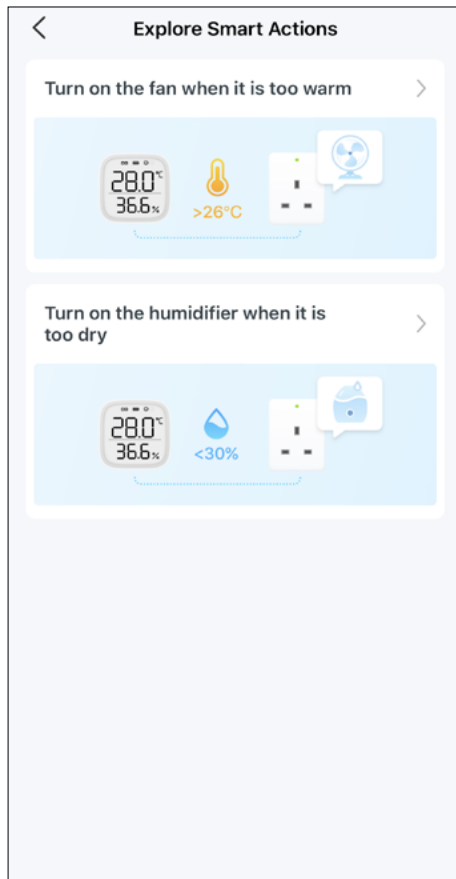 Explore Smart Actions
Turn on the fan when it is too warm
28.0°c
36.6%
>26°C
Turn on the humidifier when it is
too dry
28.0°c
36.6%
<30%